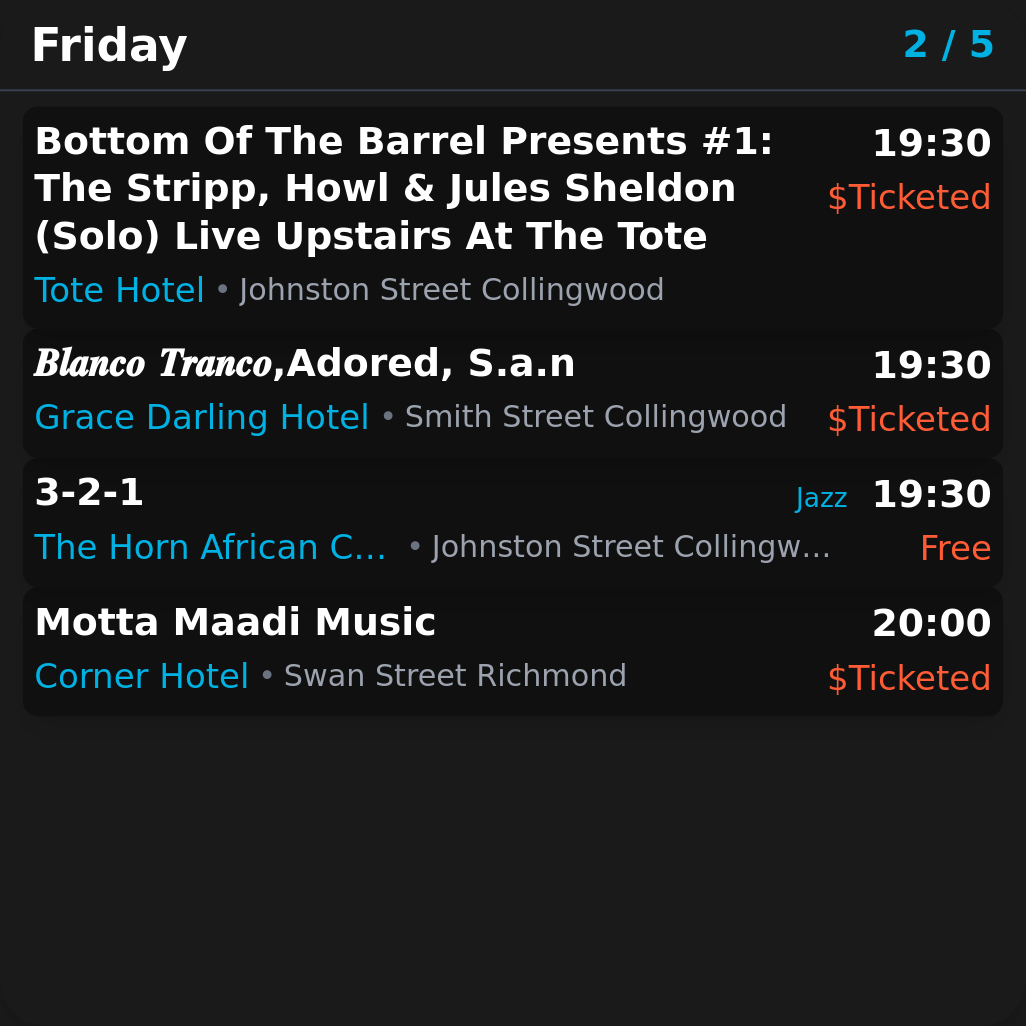 Friday
2 / 5
Bottom Of The Barrel Presents #1:
The Stripp, Howl & Jules Sheldon
(Solo) Live Upstairs At The Tote
19:30
$Ticketed
Tote Hotel • Johnston Street Collingwood
𝑩𝒍𝒂𝒏𝒄𝒐 𝑻𝒓𝒂𝒏𝒄𝒐,Adored, S.a.n
19:30
Grace Darling Hotel • Smith Street Collingwood
$Ticketed
3-2-1
Jazz 19:30
The Horn African C… • Johnston Street Collingw…
Free
Motta Maadi Music
20:00
Corner Hotel • Swan Street Richmond
$Ticketed